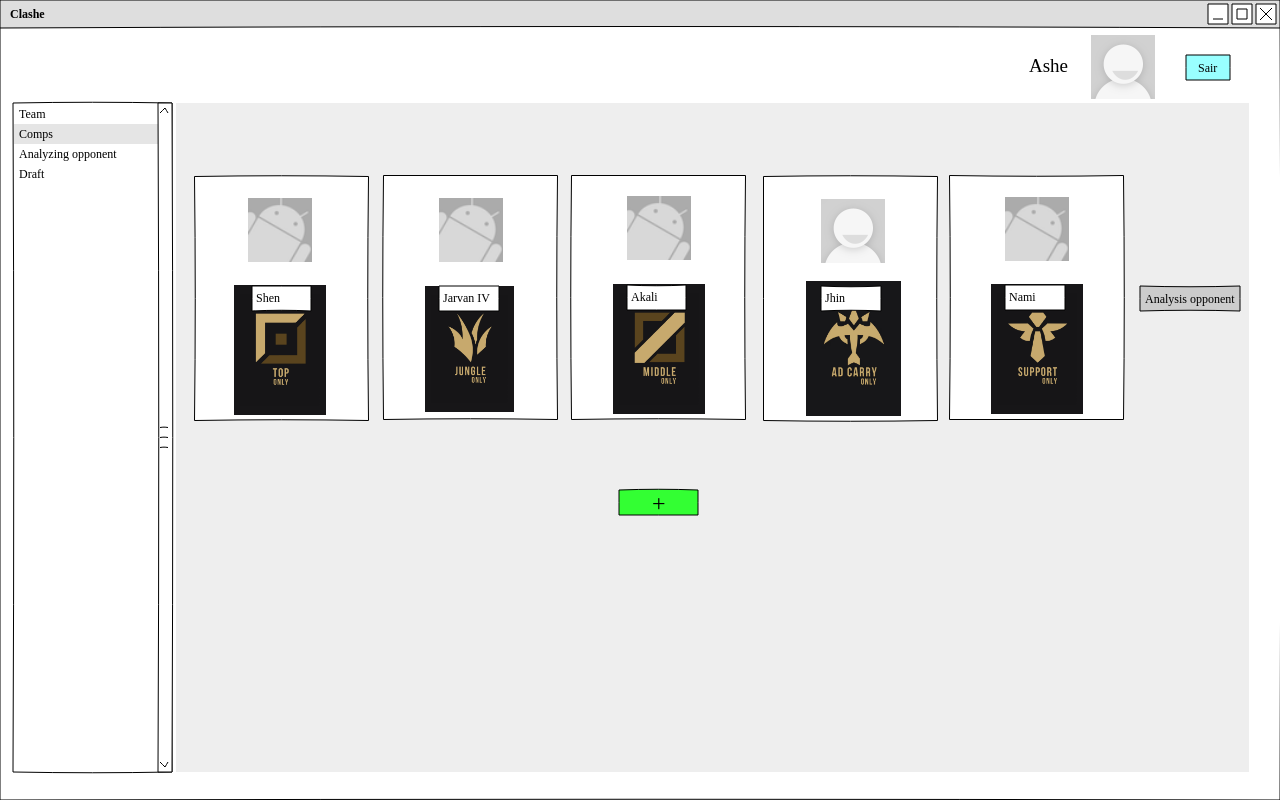 Clashe
Ashe
Sair
Team
Comps
Analyzing opponent
Draft
Shen
TOP
ONLY
Jarvan IV
JUNGLE
ONLY
Akali
MIDDLE
ONLY
Jhin
AD CARRY
ONLY
Nami
SUPPORT
ONLY
Analysis opponent
+